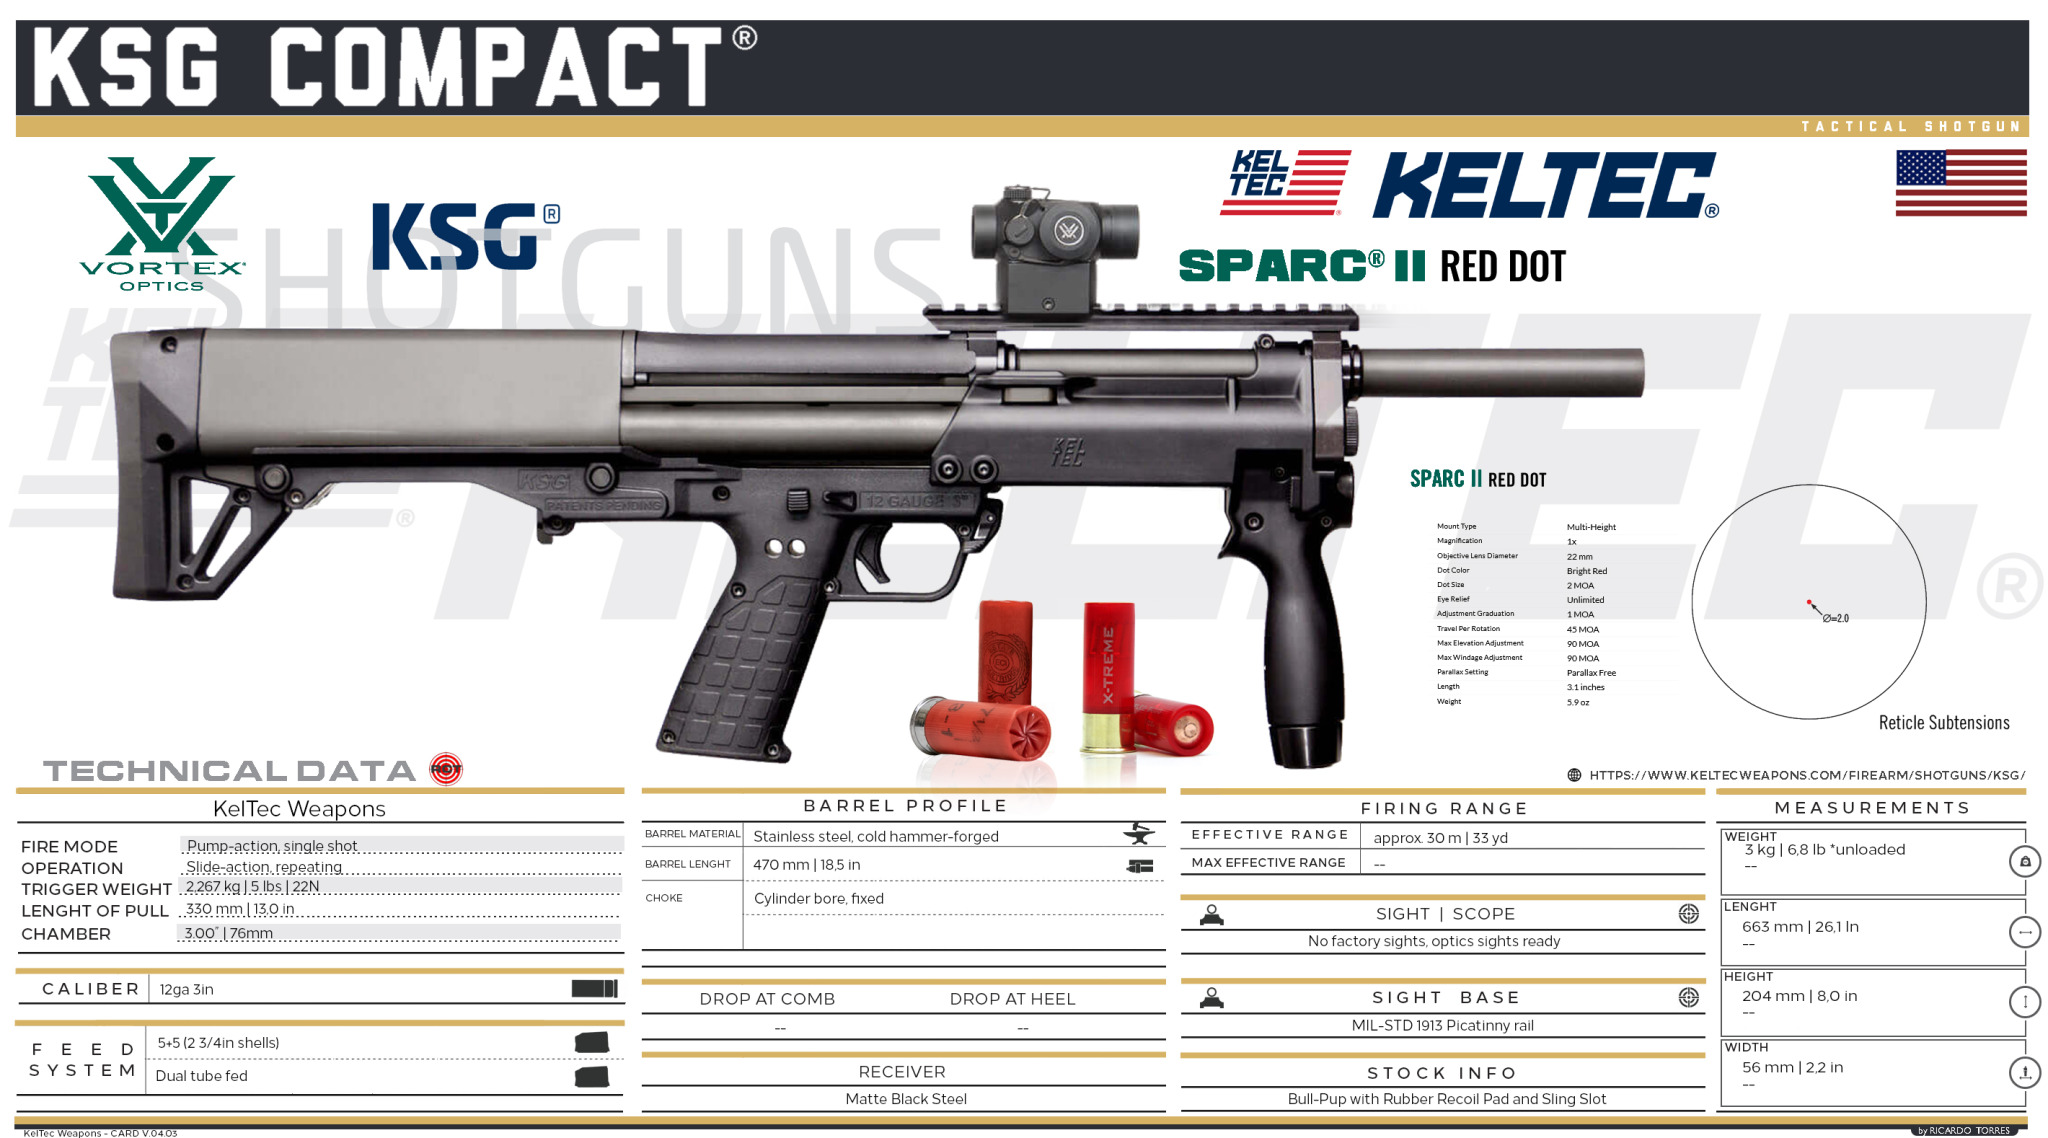 KSG COMPACT®
TACTICAL SHOTGUN
VORTEX®
OPTICS
KSG®
SHOTGUNS
KEL
TEC
KELTEC®
SPARC® II RED DOT
KELTEC®
KEL
TEC
KSG
PATENTS PENDING
12 GAUGE 3"
X-TREME
SPARC II RED DOT
Mount Type Multi-Height
Magnification 1x
Objective Lens Diameter 22 mm
Dot Color Bright Red
Dot Size 2 MOA
Eye Relief Unlimited
Adjustment Graduation 1 MOA
Travel Per Rotation 45 MOA
Max Elevation Adjustment 90 MOA
Max Windage Adjustment 90 MOA
Parallax Setting Parallax Free
Length 3.1 inches
Weight 5.9 oz
Ø=2.0
Reticle Subtensions
HTTPS://WWW.KELTECWEAPONS.COM/FIREARM/SHOTGUNS/KSG/
TECHNICAL DATA
KelTec Weapons
FIRE MODE Pump-action, single shot
OPERATION Slide-action, repeating
TRIGGER WEIGHT 2,267 kg | 5 lbs | 22N
LENGHT OF PULL 330 mm | 13,0 in
CHAMBER 3.00" | 76mm
CALIBER 12ga 3in
FEED SYSTEM
5+5 (2 3/4in shells)
Dual tube fed
BARREL PROFILE
BARREL MATERIAL Stainless steel, cold hammer-forged
BARREL LENGHT 470 mm | 18,5 in
CHOKE Cylinder bore, fixed
DROP AT COMB DROP AT HEEL
-- --
RECEIVER
Matte Black Steel
FIRING RANGE
EFFECTIVE RANGE approx. 30 m | 33 yd
MAX EFFECTIVE RANGE --
SIGHT | SCOPE
No factory sights, optics sights ready
SIGHT BASE
MIL-STD 1913 Picatinny rail
STOCK INFO
Bull-Pup with Rubber Recoil Pad and Sling Slot
MEASUREMENTS
WEIGHT
3 kg | 6,8 lb *unloaded
--
LENGHT
663 mm | 26,1 In
--
HEIGHT
204 mm | 8,0 in
--
WIDTH
56 mm | 2,2 in
--
KelTec Weapons - CARD V.04.03
by RICARDO TORRES